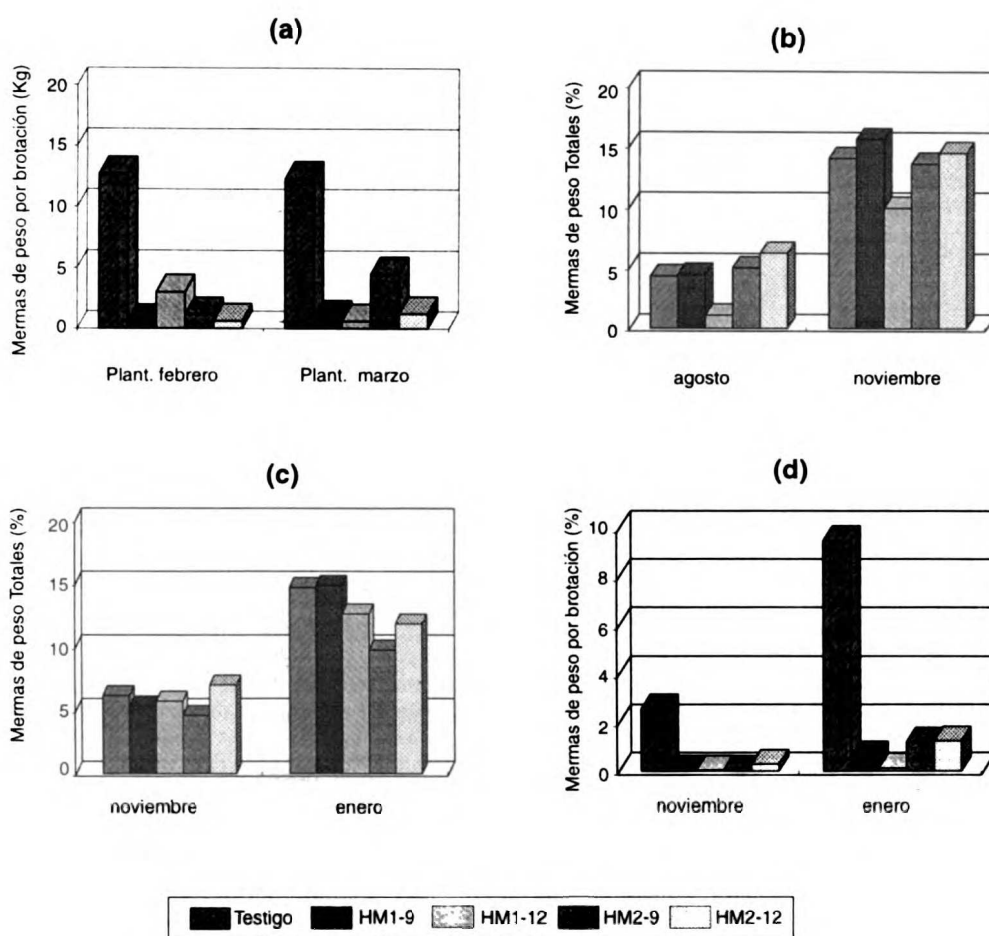 (a)
Mermas de peso por brotación (Kg)
20
15
10
5
0
Plant. febrero Plant. marzo
(b)
Mermas de peso Totales (%)
20
15
10
5
0
agosto noviembre
(c)
Mermas de peso Totales (%)
20
15
10
5
0
noviembre enero
(d)
Mermas de peso por brotación (%)
10
8
6
4
2
0
noviembre enero
Testigo HM1-9 HM1-12 HM2-9 HM2-12